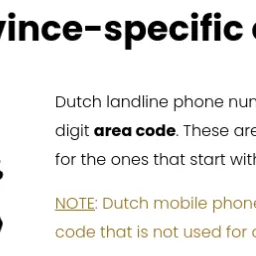 vince-specific
Dutch landline phone num
digit area code. These are
for the ones that start with
NOTE: Dutch mobile phone
code that is not used for